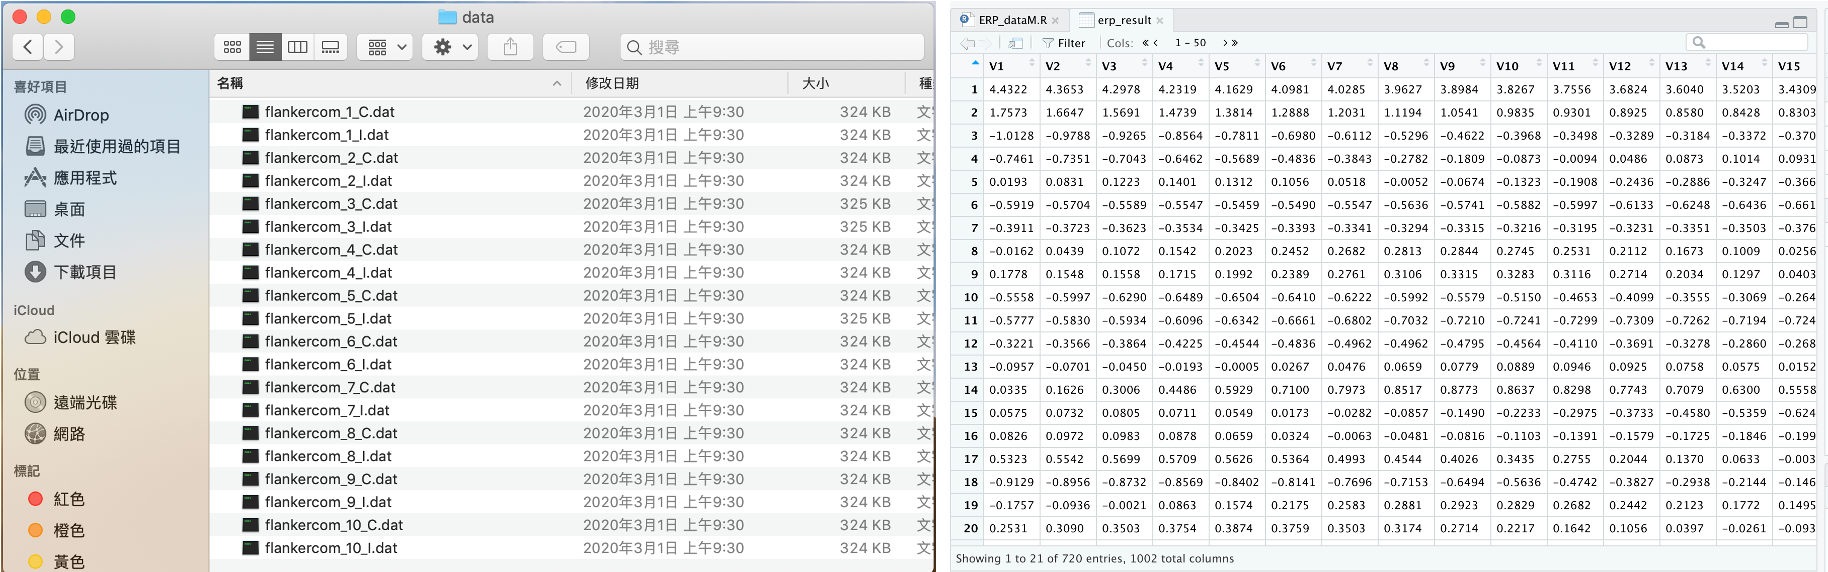 data
搜尋
喜好項目
AirDrop
最近使用過的項目
應用程式
桌面
文件
下載項目
iCloud
iCloud 雲碟
位置
遠端光碟
網路
標記
紅色
橙色
黃色
名稱 修改日期 大小 種
flankercom_1_C.dat 2020年3月1日 上午9:30 324 KB 文
flankercom_1_I.dat 2020年3月1日 上午9:30 324 KB 文
flankercom_2_C.dat 2020年3月1日 上午9:30 324 KB 文
flankercom_2_I.dat 2020年3月1日 上午9:30 324 KB 文
flankercom_3_C.dat 2020年3月1日 上午9:30 325 KB 文
flankercom_3_I.dat 2020年3月1日 上午9:30 325 KB 文
flankercom_4_C.dat 2020年3月1日 上午9:30 324 KB 文
flankercom_4_I.dat 2020年3月1日 上午9:30 324 KB 文
flankercom_5_C.dat 2020年3月1日 上午9:30 324 KB 文
flankercom_5_I.dat 2020年3月1日 上午9:30 325 KB 文
flankercom_6_C.dat 2020年3月1日 上午9:30 324 KB 文
flankercom_6_I.dat 2020年3月1日 上午9:30 324 KB 文
flankercom_7_C.dat 2020年3月1日 上午9:30 324 KB 文
flankercom_7_I.dat 2020年3月1日 上午9:30 324 KB 文
flankercom_8_C.dat 2020年3月1日 上午9:30 324 KB 文
flankercom_8_I.dat 2020年3月1日 上午9:30 324 KB 文
flankercom_9_C.dat 2020年3月1日 上午9:30 324 KB 文
flankercom_9_I.dat 2020年3月1日 上午9:30 324 KB 文
flankercom_10_C.dat 2020年3月1日 上午9:30 324 KB 文
flankercom_10_I.dat 2020年3月1日 上午9:30 324 KB 文
ERP_dataM.R erp_result
Filter Cols: 1 - 50
V1 V2 V3 V4 V5 V6 V7 V8 V9 V10 V11 V12 V13 V14 V15
1 4.4322 4.3653 4.2978 4.2319 4.1629 4.0981 4.0285 3.9627 3.8984 3.8267 3.7556 3.6824 3.6040 3.5203 3.4309
2 1.7573 1.6647 1.5691 1.4739 1.3814 1.2888 1.2031 1.1194 1.0541 0.9835 0.9301 0.8925 0.8580 0.8428 0.8303
3 -1.0128 -0.9788 -0.9265 -0.8564 -0.7811 -0.6980 -0.6112 -0.5296 -0.4622 -0.3968 -0.3498 -0.3289 -0.3184 -0.3372 -0.370
4 -0.7461 -0.7351 -0.7043 -0.6462 -0.5689 -0.4836 -0.3843 -0.2782 -0.1809 -0.0873 -0.0094 0.0486 0.0873 0.1014 0.0931
5 0.0193 0.0831 0.1223 0.1401 0.1312 0.1056 0.0518 -0.0052 -0.0674 -0.1323 -0.1908 -0.2436 -0.2886 -0.3247 -0.366
6 -0.5919 -0.5704 -0.5589 -0.5547 -0.5459 -0.5490 -0.5547 -0.5636 -0.5741 -0.5882 -0.5997 -0.6133 -0.6248 -0.6436 -0.661
7 -0.3911 -0.3723 -0.3623 -0.3534 -0.3425 -0.3393 -0.3341 -0.3294 -0.3315 -0.3216 -0.3195 -0.3231 -0.3351 -0.3503 -0.376
8 -0.0162 0.0439 0.1072 0.1542 0.2023 0.2452 0.2682 0.2813 0.2844 0.2745 0.2531 0.2112 0.1673 0.1009 0.0256
9 0.1778 0.1548 0.1558 0.1715 0.1992 0.2389 0.2761 0.3106 0.3315 0.3283 0.3116 0.2714 0.2034 0.1297 0.0403
10 -0.5558 -0.5997 -0.6290 -0.6489 -0.6504 -0.6410 -0.6222 -0.5992 -0.5579 -0.5150 -0.4653 -0.4099 -0.3555 -0.3069 -0.264
11 -0.5777 -0.5830 -0.5934 -0.6096 -0.6342 -0.6661 -0.6802 -0.7032 -0.7210 -0.7241 -0.7299 -0.7309 -0.7262 -0.7194 -0.724
12 -0.3221 -0.3566 -0.3864 -0.4225 -0.4544 -0.4836 -0.4962 -0.4962 -0.4795 -0.4564 -0.4110 -0.3691 -0.3278 -0.2860 -0.268
13 -0.0957 -0.0701 -0.0450 -0.0193 -0.0005 0.0267 0.0476 0.0659 0.0779 0.0889 0.0946 0.0925 0.0758 0.0575 0.0152
14 0.0335 0.1626 0.3006 0.4486 0.5929 0.7100 0.7973 0.8517 0.8773 0.8637 0.8298 0.7743 0.7079 0.6300 0.5558
15 0.0575 0.0732 0.0805 0.0711 0.0549 0.0173 -0.0282 -0.0857 -0.1490 -0.2233 -0.2975 -0.3733 -0.4580 -0.5359 -0.624
16 0.0826 0.0972 0.0983 0.0878 0.0659 0.0324 -0.0063 -0.0481 -0.0816 -0.1103 -0.1391 -0.1579 -0.1725 -0.1846 -0.199
17 0.5323 0.5542 0.5699 0.5709 0.5626 0.5364 0.4993 0.4544 0.4026 0.3435 0.2755 0.2044 0.1370 0.0633 -0.003
18 -0.9129 -0.8956 -0.8732 -0.8569 -0.8402 -0.8141 -0.7696 -0.7153 -0.6494 -0.5636 -0.4742 -0.3827 -0.2938 -0.2144 -0.146
19 -0.1757 -0.0936 -0.0021 0.0863 0.1574 0.2175 0.2583 0.2881 0.2923 0.2829 0.2682 0.2442 0.2123 0.1772 0.1495
20 0.2531 0.3090 0.3503 0.3754 0.3874 0.3759 0.3503 0.3174 0.2714 0.2217 0.1642 0.1056 0.0397 -0.0261 -0.093
Showing 1 to 21 of 720 entries, 1002 total columns